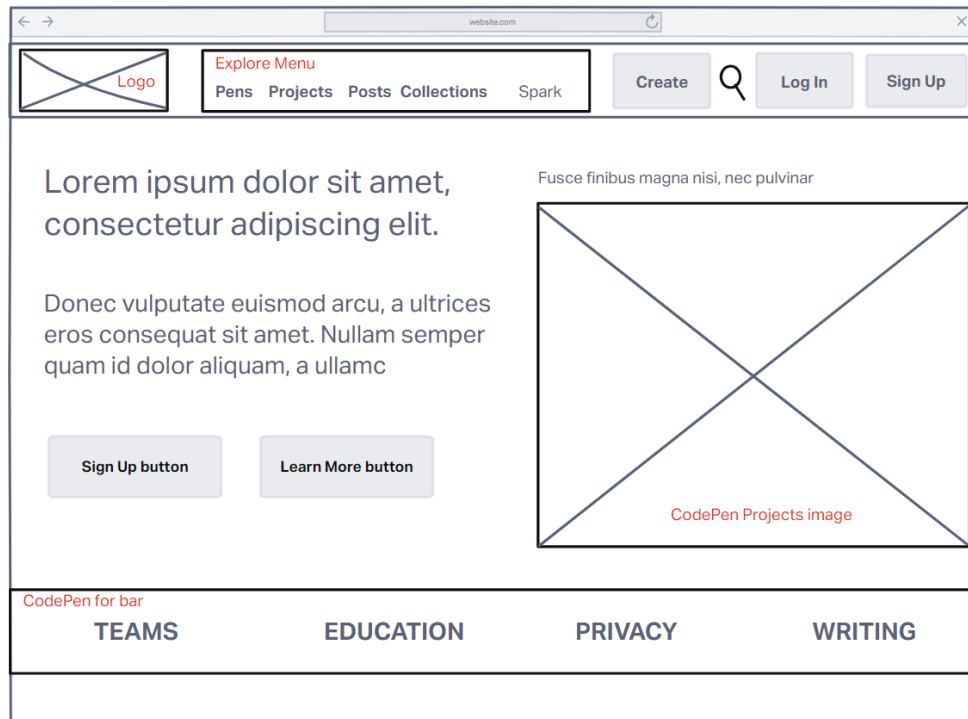 website.com
Logo
Explore Menu
Pens Projects Posts Collections Spark
Create
Log In
Sign Up
Lorem ipsum dolor sit amet,
consectetur adipiscing elit.
Fusce finibus magna nisi, nec pulvinar
Donec vulputate euismod arcu, a ultrices
eros consequat sit amet. Nullam semper
quam id dolor aliquam, a ullamc
Sign Up button
Learn More button
CodePen Projects image
CodePen for bar
TEAMS EDUCATION PRIVACY WRITING